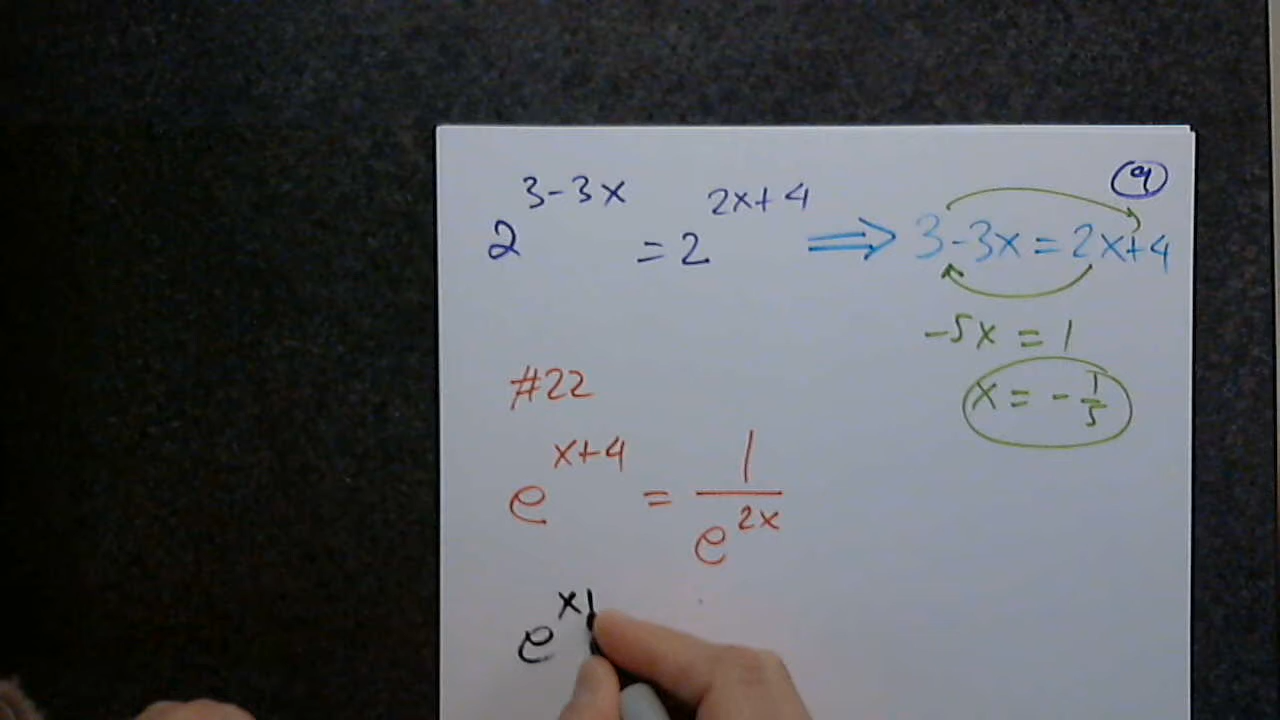 9
2^{3-3x} = 2^{2x+4} ⟹ 3-3x=2x+4
-5x = 1
x = -1/5
#22
e^{x+4} = 1/e^{2x}
e^x